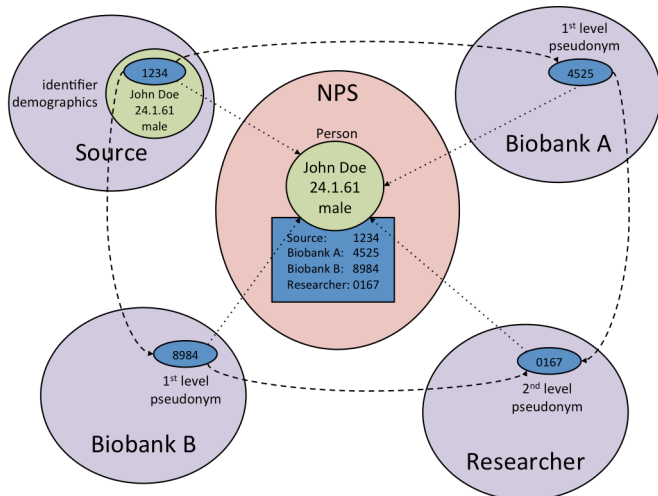 identifier
demographics
1234
John Doe
24.1.61
male
Source
1st level
pseudonym
4525
Biobank A
NPS
Person
John Doe
24.1.61
male
Source: 1234
Biobank A: 4525
Biobank B: 8984
Researcher: 0167
8984
1st level
pseudonym
Biobank B
0167
2nd level
pseudonym
Researcher